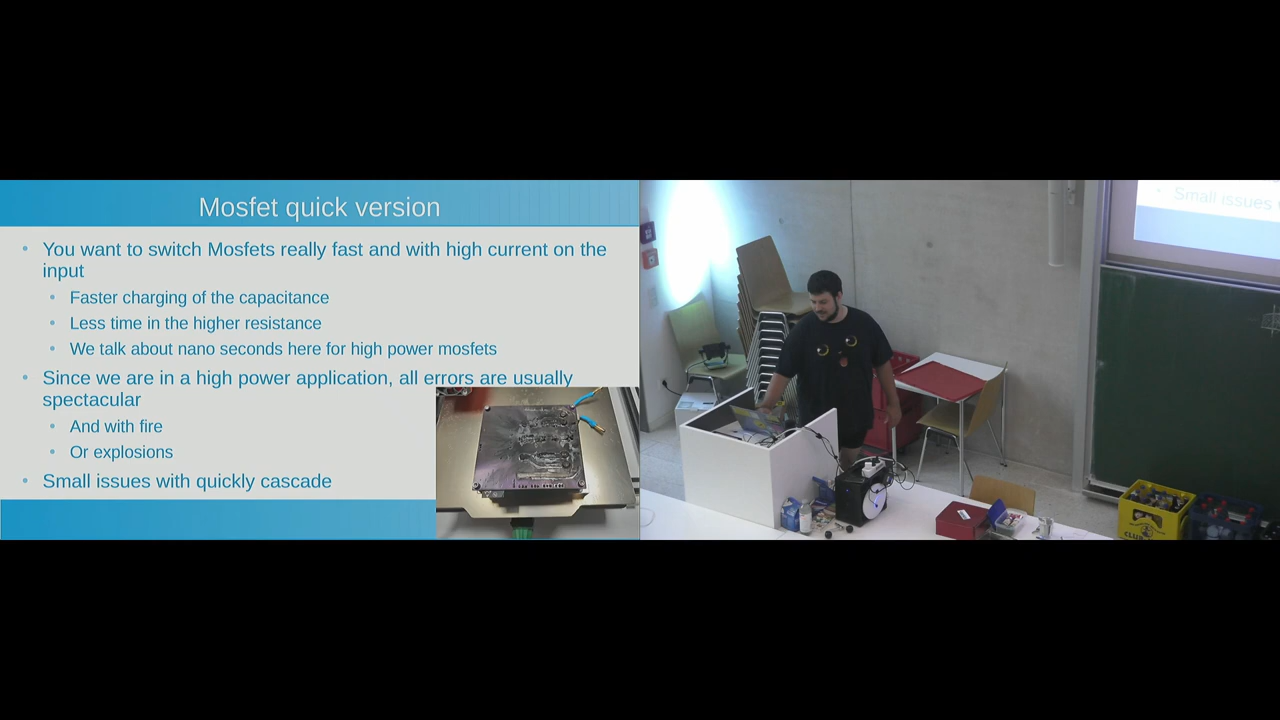 Mosfet quick version
• You want to switch Mosfets really fast and with high current on the
input
• Faster charging of the capacitance
• Less time in the higher resistance
• We talk about nano seconds here for high power mosfets
• Since we are in a high power application, all errors are usually
spectacular
• And with fire
• Or explosions
• Small issues with quickly cascade
• Small issues
CLUB